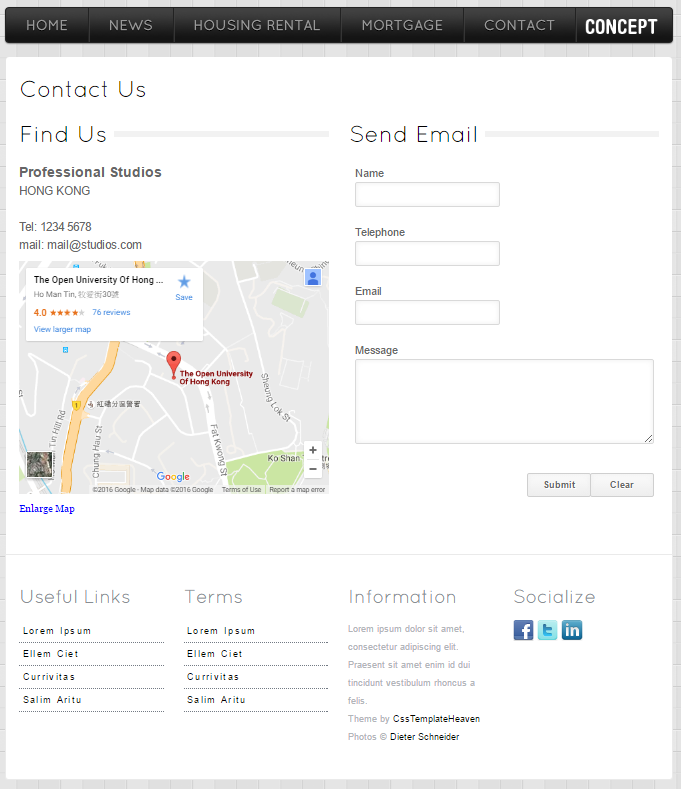 HOME NEWS HOUSING RENTAL MORTGAGE CONTACT CONCEPT
Contact Us
Find Us
Professional Studios
HONG KONG
Tel: 1234 5678
mail: mail@studios.com
The Open University Of Hong ...
Ho Man Tin, 牧愛街30號
Save
4.0 76 reviews
View larger map
The Open University
Of Hong Kong
Sheung Lok St
1 紅磡分區警署
Tin Hill Rd
Chung Hau St
Fat Kwong St
Ko Shan
+
−
Google
©2016 Google - Map data ©2016 Google Terms of Use Report a map error
Enlarge Map
Send Email
Name
Telephone
Email
Message
Submit Clear
Useful Links
Lorem Ipsum
Ellem Ciet
Currivitas
Salim Aritu
Terms
Lorem Ipsum
Ellem Ciet
Currivitas
Salim Aritu
Information
Lorem ipsum dolor sit amet,
consectetur adipiscing elit.
Praesent sit amet enim id dui
tincidunt vestibulum rhoncus a
felis.
Theme by CssTemplateHeaven
Photos © Dieter Schneider
Socialize
f t in